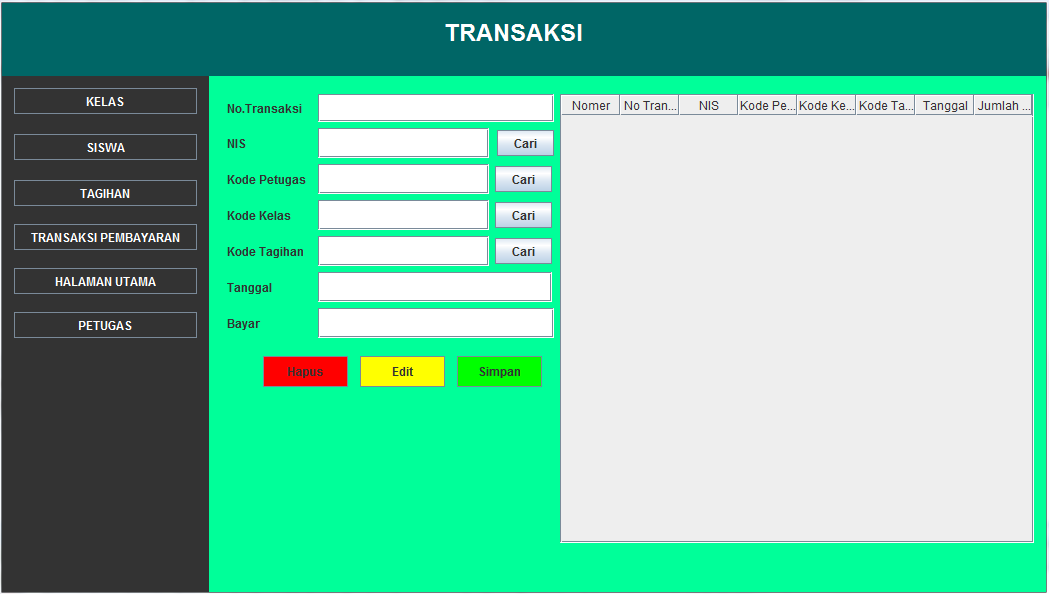 TRANSAKSI
KELAS
SISWA
TAGIHAN
TRANSAKSI PEMBAYARAN
HALAMAN UTAMA
PETUGAS
No.Transaksi
NIS Cari
Kode Petugas Cari
Kode Kelas Cari
Kode Tagihan Cari
Tanggal
Bayar
Hapus Edit Simpan
Nomer No Tran... NIS Kode Pe... Kode Ke... Kode Ta... Tanggal Jumlah ...